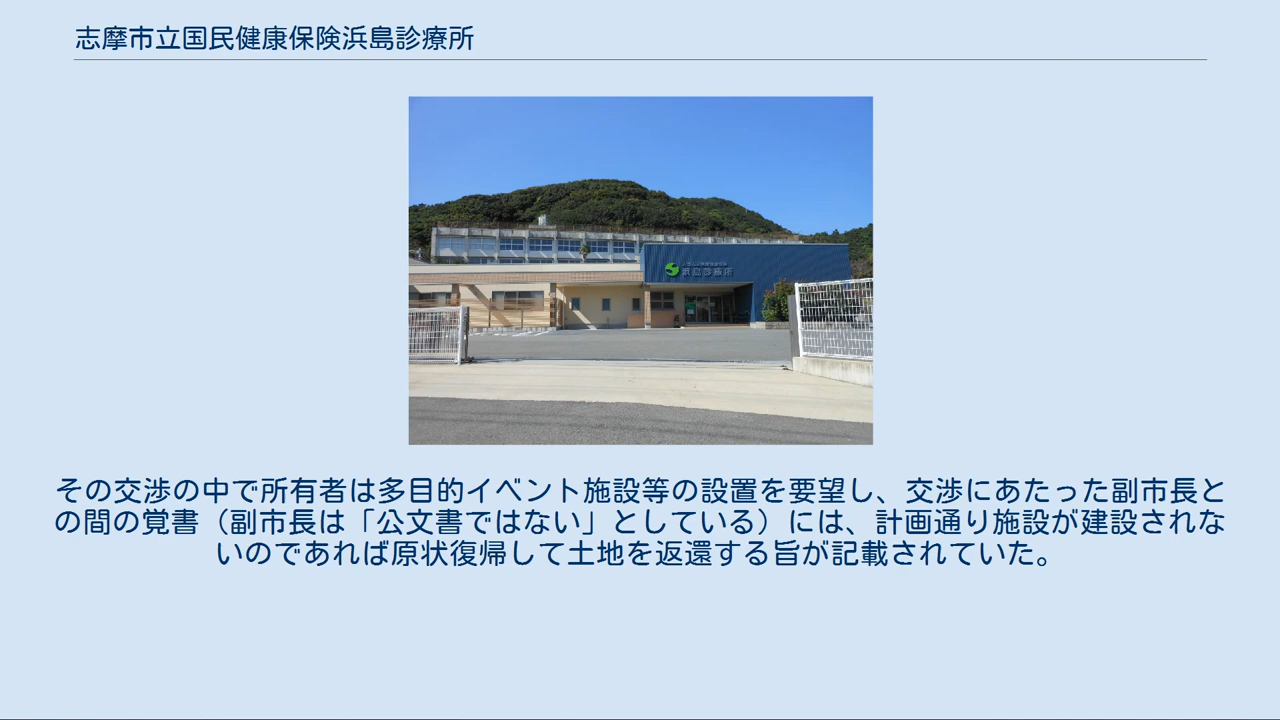 志摩市立国民健康保険浜島診療所
浜島診療所
その交渉の中で所有者は多目的イベント施設等の設置を要望し、交渉にあたった副市長と
の間の覚書（副市長は「公文書ではない」としている）には、計画通り施設が建設されな
いのであれば原状復帰して土地を返還する旨が記載されていた。